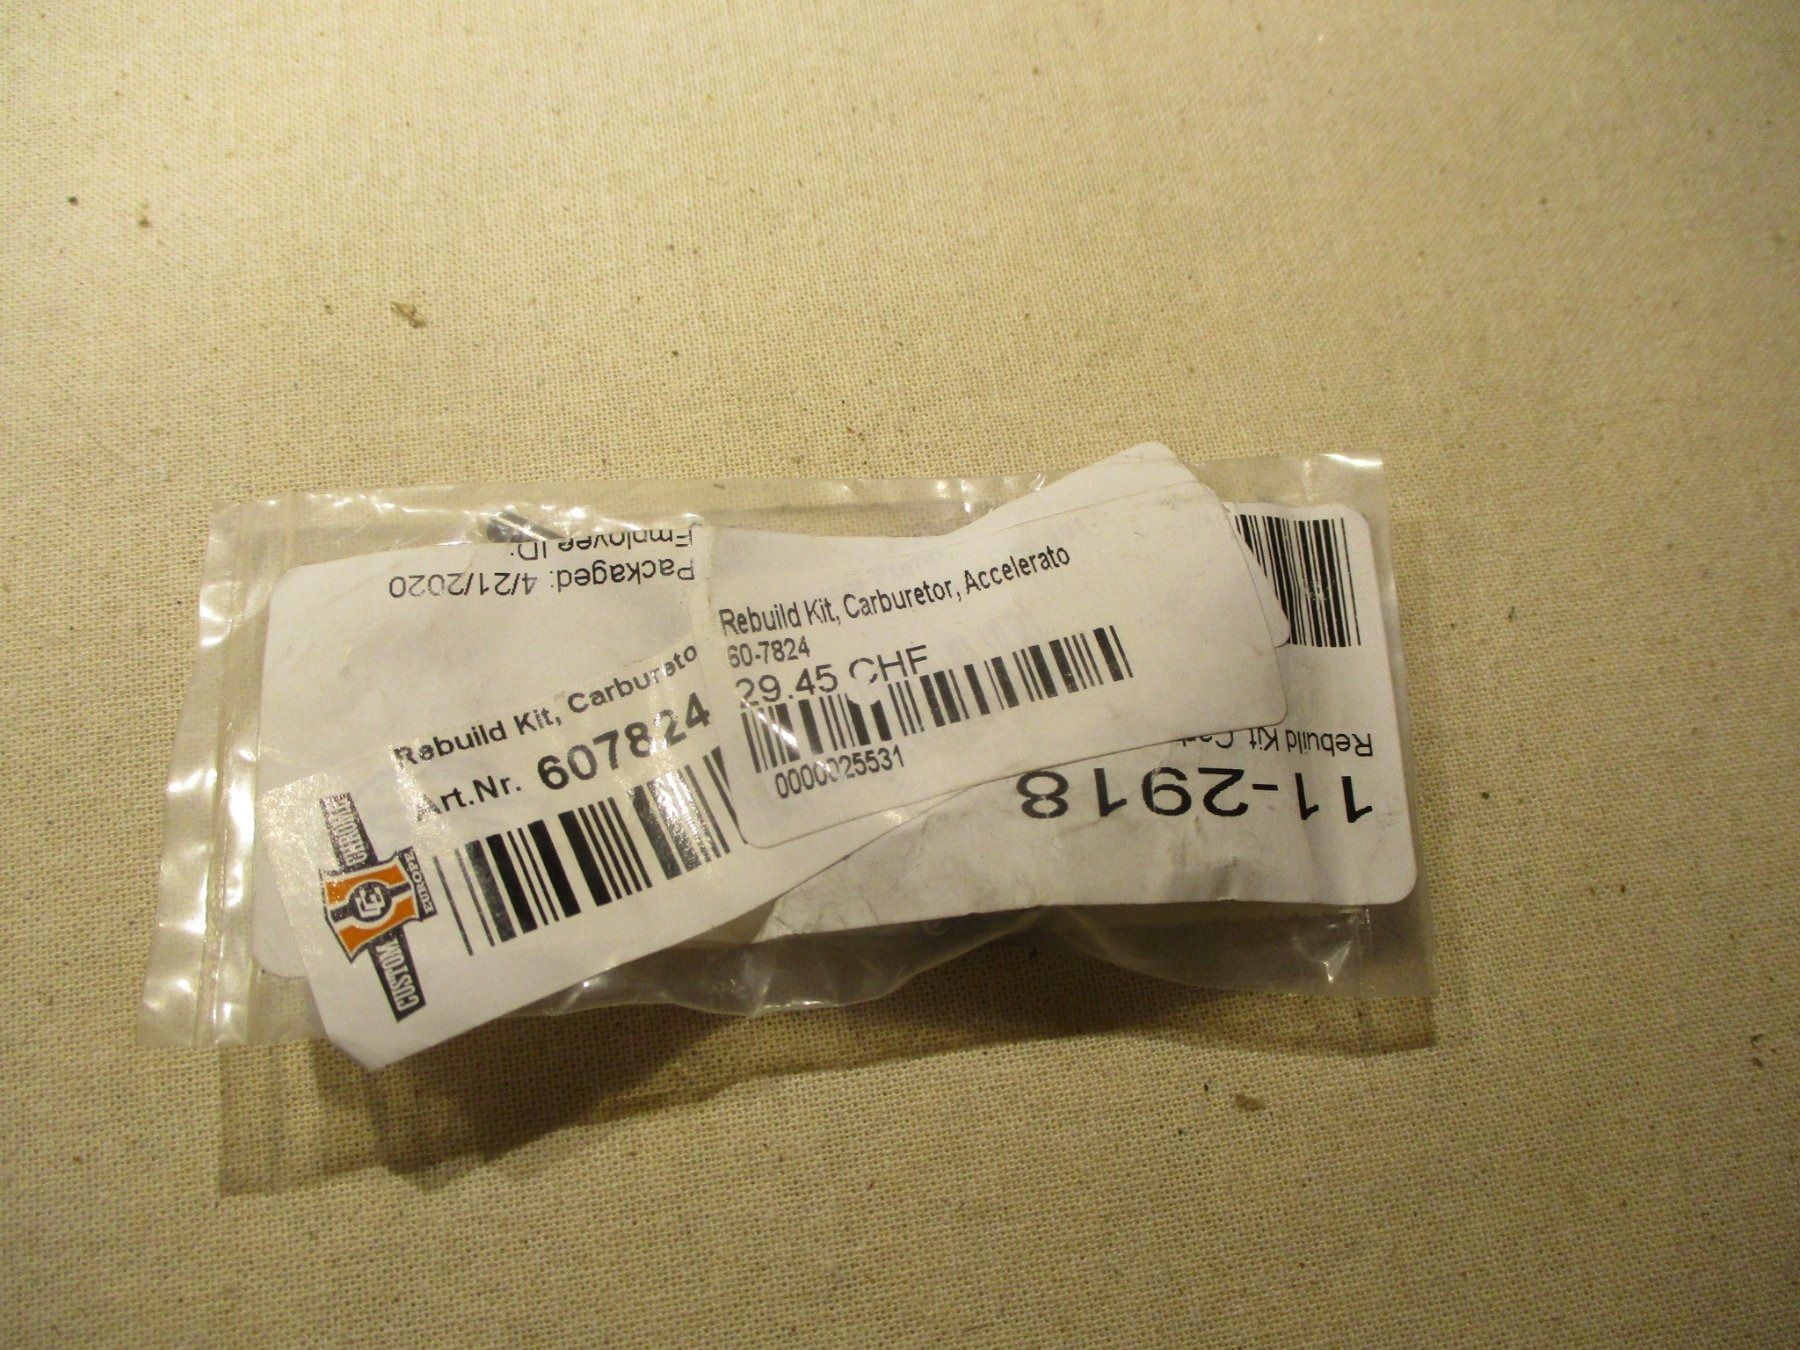 Rebuild Kit, Carburetor, Accelerato
60-7824
29.45 CHF
0000025531
Rebuild Kit, Carbureto
Art.Nr. 607824
CUSTOM CHROME
EUROPE
11-2918
Rebuild Kit,
Packaged: 4/21/2020
Employee ID: